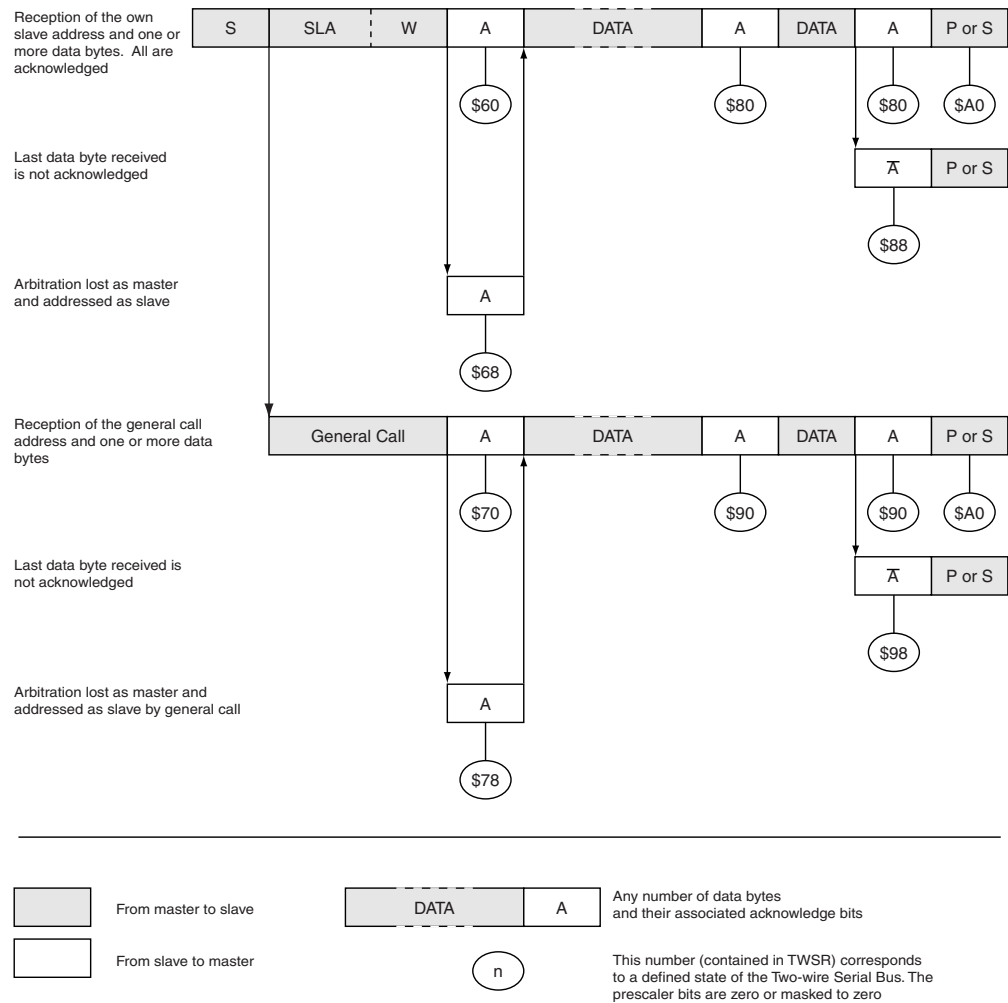 Reception of the own
slave address and one or
more data bytes. All are
acknowledged
S SLA W A DATA A DATA A P or S
$60 $80 $80 $A0
Last data byte received
is not acknowledged
A̅ P or S
$88
Arbitration lost as master
and addressed as slave
A
$68
Reception of the general call
address and one or more data
bytes
General Call A DATA A DATA A P or S
$70 $90 $90 $A0
Last data byte received is
not acknowledged
A̅ P or S
$98
Arbitration lost as master and
addressed as slave by general call
A
$78
From master to slave
DATA A
Any number of data bytes
and their associated acknowledge bits
From slave to master
n
This number (contained in TWSR) corresponds
to a defined state of the Two-wire Serial Bus. The
prescaler bits are zero or masked to zero